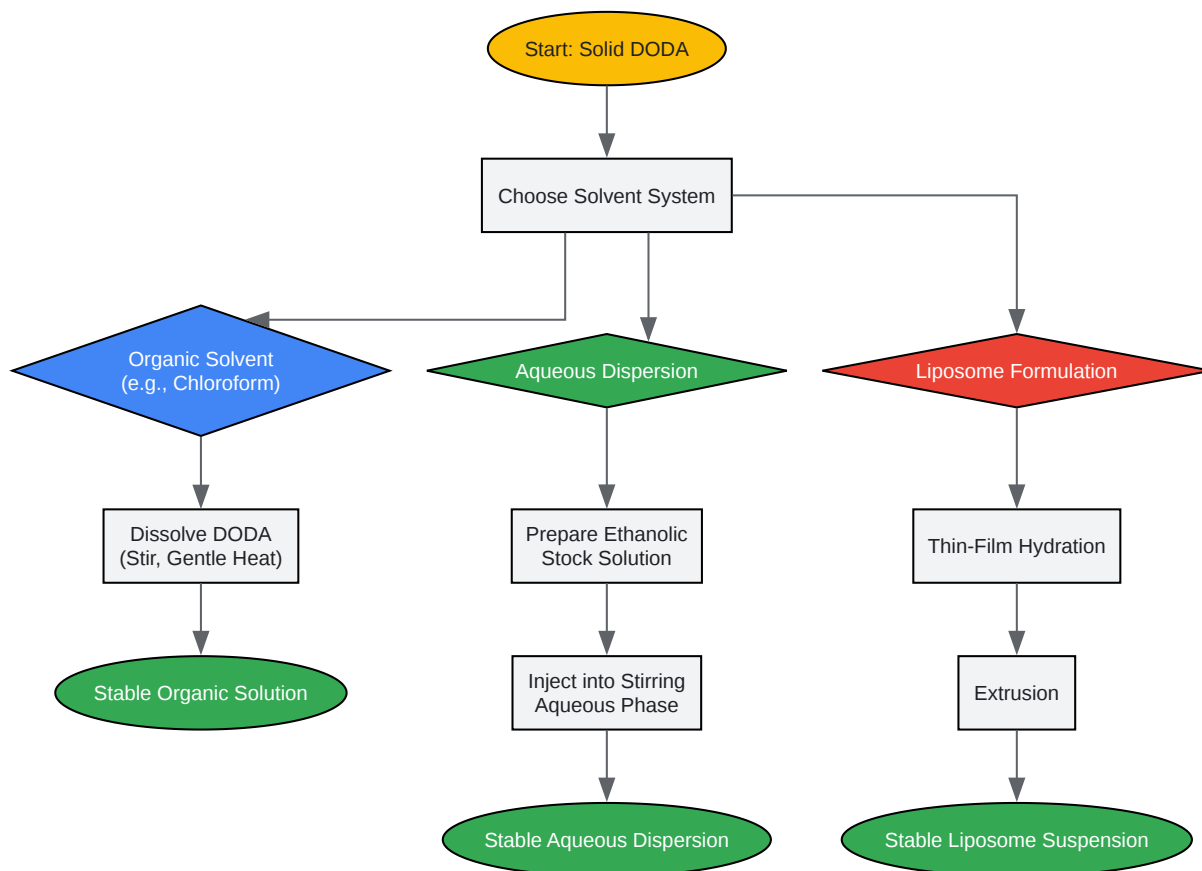 Start: Solid DODA
Choose Solvent System
Organic Solvent
(e.g., Chloroform)
Aqueous Dispersion
Liposome Formulation
Dissolve DODA
(Stir, Gentle Heat)
Prepare Ethanolic
Stock Solution
Thin-Film Hydration
Stable Organic Solution
Inject into Stirring
Aqueous Phase
Extrusion
Stable Aqueous Dispersion
Stable Liposome Suspension